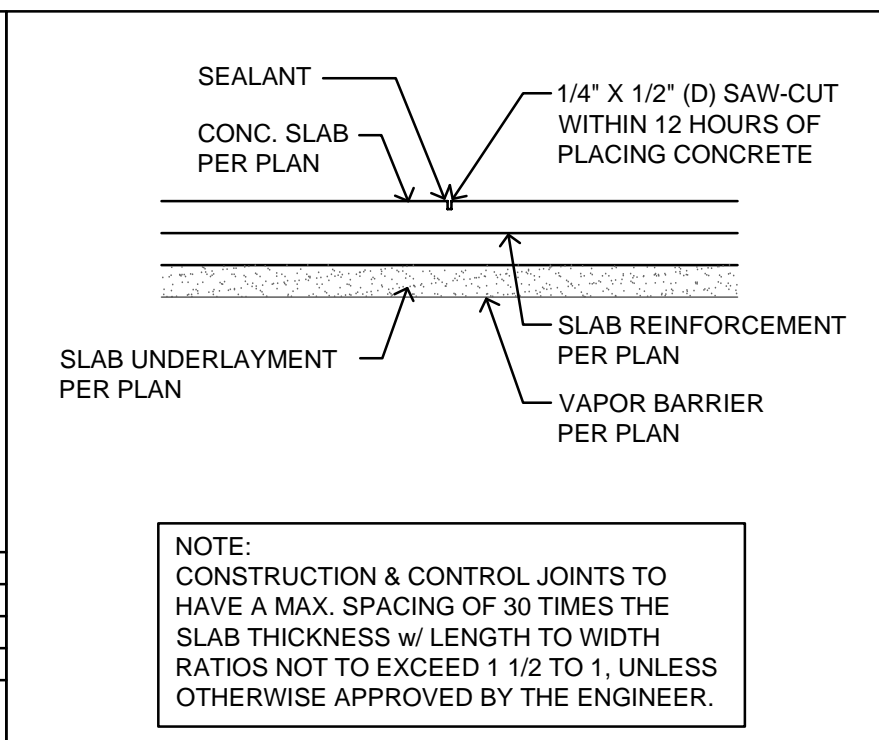 SEALANT
CONC. SLAB
PER PLAN
1/4" X 1/2" (D) SAW-CUT
WITHIN 12 HOURS OF
PLACING CONCRETE
SLAB UNDERLAYMENT
PER PLAN
SLAB REINFORCEMENT
PER PLAN
VAPOR BARRIER
PER PLAN
NOTE:
CONSTRUCTION & CONTROL JOINTS TO
HAVE A MAX. SPACING OF 30 TIMES THE
SLAB THICKNESS w/ LENGTH TO WIDTH
RATIOS NOT TO EXCEED 1 1/2 TO 1, UNLESS
OTHERWISE APPROVED BY THE ENGINEER.